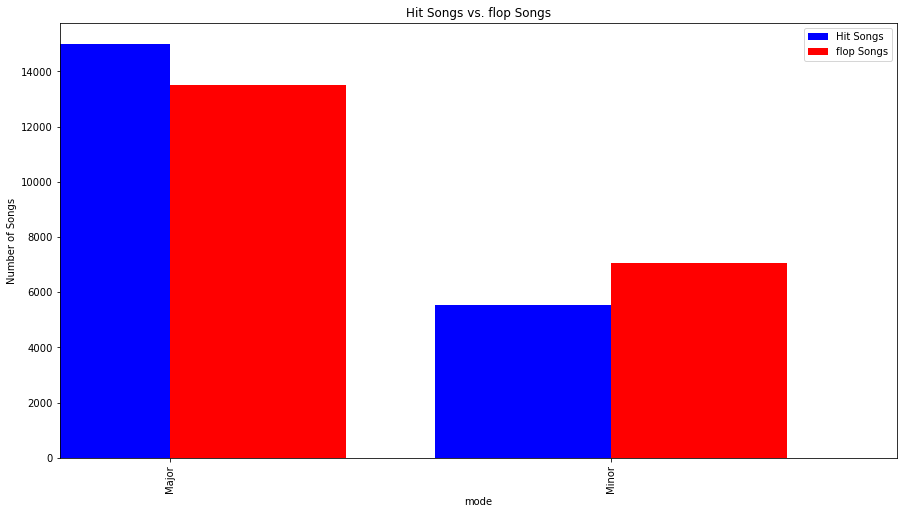 Hit Songs vs. flop Songs
Hit Songs
flop Songs
Number of Songs
14000
12000
10000
8000
6000
4000
2000
0
Major
Minor
mode